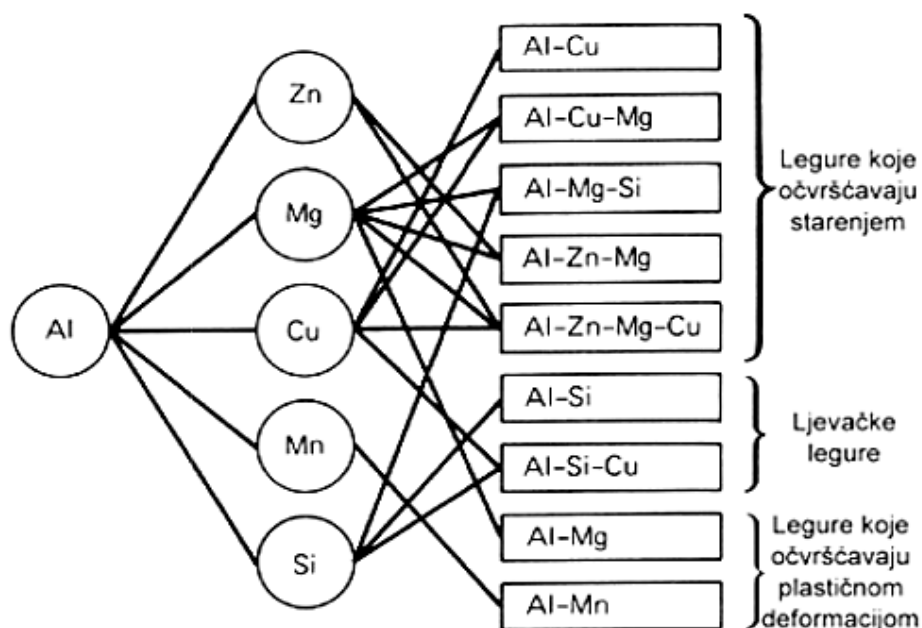 Al
Zn
Mg
Cu
Mn
Si
Al-Cu
Al-Cu-Mg
Al-Mg-Si
Al-Zn-Mg
Al-Zn-Mg-Cu
Al-Si
Al-Si-Cu
Al-Mg
Al-Mn
Legure koje
očvršćavaju
starenjem
Ljevačke
legure
Legure koje
očvršćavaju
plastičnom
deformacijom